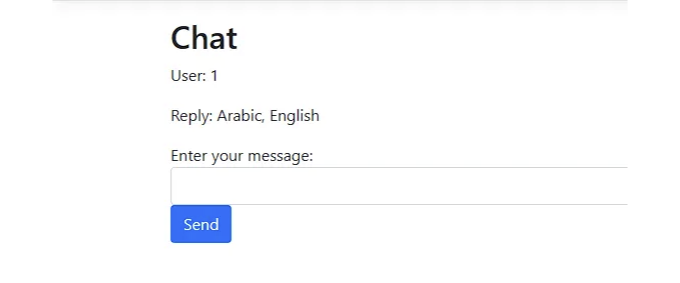 Chat
User: 1
Reply: Arabic, English
Enter your message:
Send